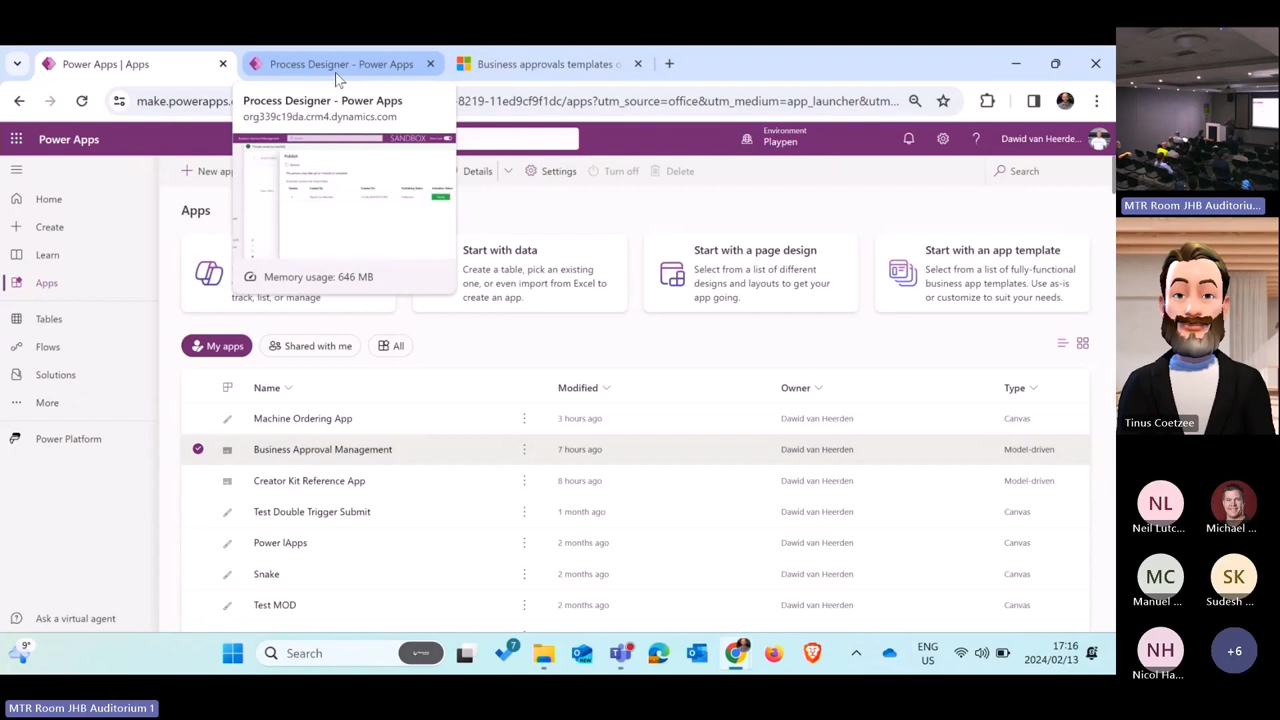 Power Apps | Apps
Process Designer - Power Apps
Business approvals templates o
make.powerapps.c
8219-11ed9cf9f1dc/apps?utm_source=office&utm_medium=app_launcher&utm...
Process Designer - Power Apps
org339c19da.crm4.dynamics.com
SANDBOX
Publish
Memory usage: 646 MB
Power Apps
Environment
Playpen
Dawid van Heerde...
New app
Details
Settings
Turn off
Delete
Search
Home
Create
Learn
Apps
Tables
Flows
Solutions
More
Power Platform
Ask a virtual agent
Apps
track, list, or manage
Start with data
Create a table, pick an existing
one, or even import from Excel to
create an app.
Start with a page design
Select from a list of different
designs and layouts to get your
app going.
Start with an app template
Select from a list of fully-functional
business app templates. Use as-is
or customize to suit your needs.
My apps
Shared with me
All
Name Modified Owner Type
Machine Ordering App 3 hours ago Dawid van Heerden Canvas
Business Approval Management 7 hours ago Dawid van Heerden Model-driven
Creator Kit Reference App 8 hours ago Dawid van Heerden Model-driven
Test Double Trigger Submit 1 month ago Dawid van Heerden Canvas
Power lApps 2 months ago Dawid van Heerden Canvas
Snake 2 months ago Dawid van Heerden Canvas
Test MOD 2 months ago Dawid van Heerden Canvas
9°
Search
7
NEW
ENG
US
17:16
2024/02/13
MTR Room JHB Auditorium 1
MTR Room JHB Auditoriu...
Tinus Coetzee
NL
Neil Lutc...
Michael ...
MC
Manuel ...
SK
Sudesh ...
NH
Nicol Ha...
+6